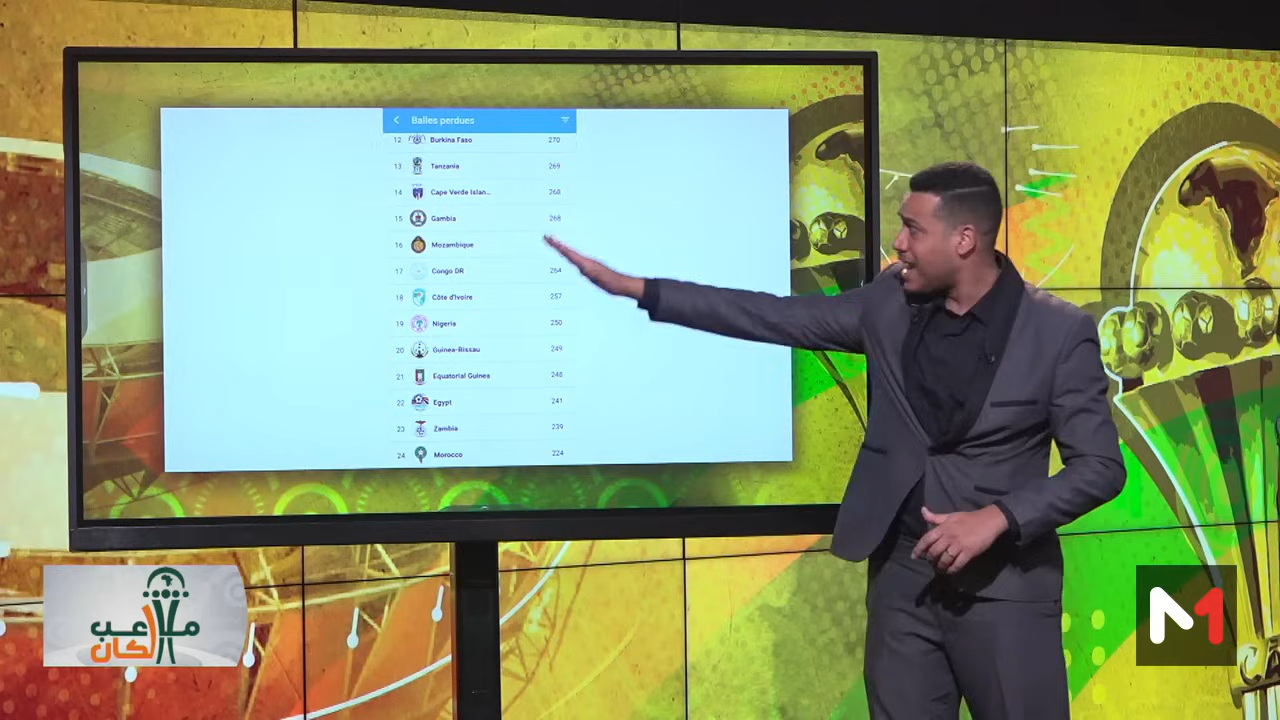 Balles perdues
12 Burkina Faso 270
13 Tanzania 269
14 Cape Verde Islan... 268
15 Gambia 268
16 Mozambique
17 Congo DR 264
18 Côte d'Ivoire 257
19 Nigeria 250
20 Guinea-Bissau 249
21 Equatorial Guinea 248
22 Egypt 241
23 Zambia 239
24 Morocco 224
ملاعب
الكان
M1